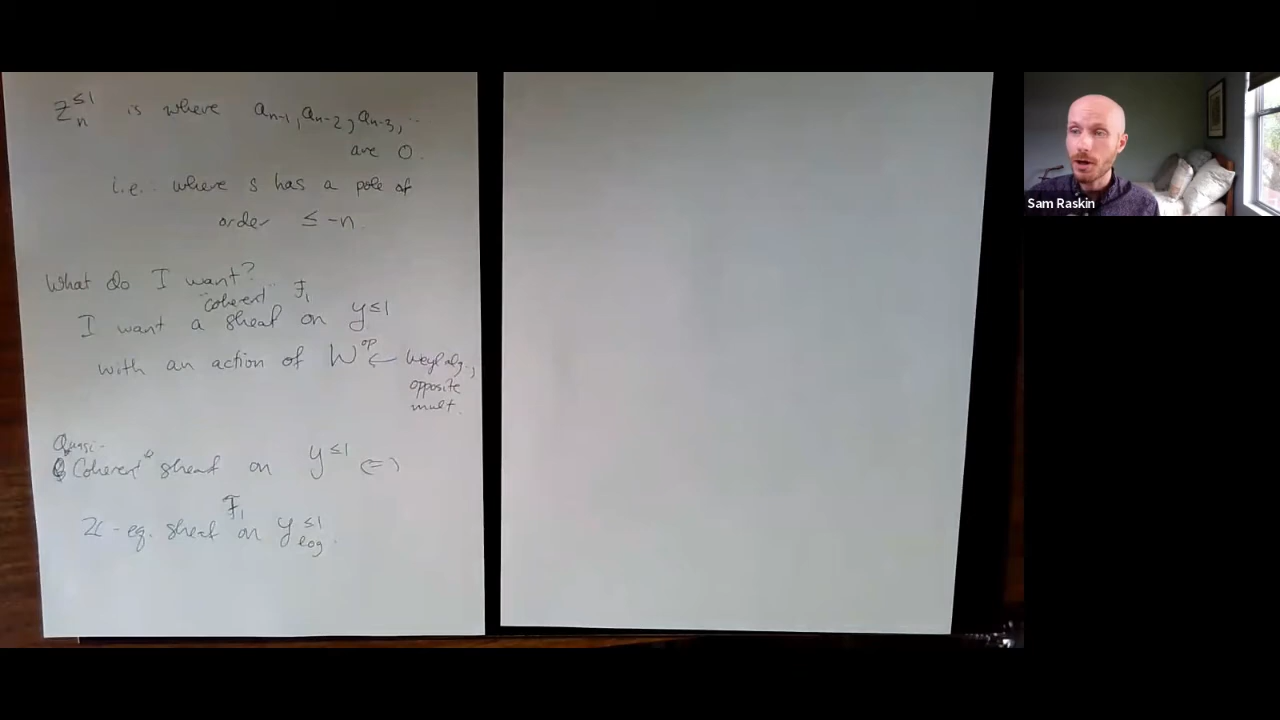 Z_n^{≤1} is where a_{n-1}, a_{n-2}, a_{n-3}, ...
are 0.
i.e. where s has a pole of
order ≤ -n.
What do I want?
"coherent" F_1
I want a sheaf on Y^{≤1}
with an action of W^{op} ← Weyl alg.,
opposite
mult.
Quasi-
"Coherent" sheaf on Y^{≤1} ⇔
F_1
Z-eq. sheaf on Y_{log}^{≤1}.
Sam Raskin